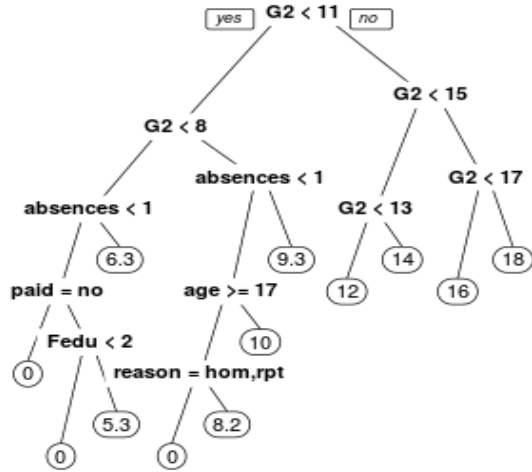 yes G2 < 11 no
G2 < 15
G2 < 8
absences < 1 G2 < 17
absences < 1 G2 < 13
6.3 9.3 14 18
paid = no age >= 17 12 16
Fedu < 2 10
0 reason = hom,rpt
5.3 8.2
0 0